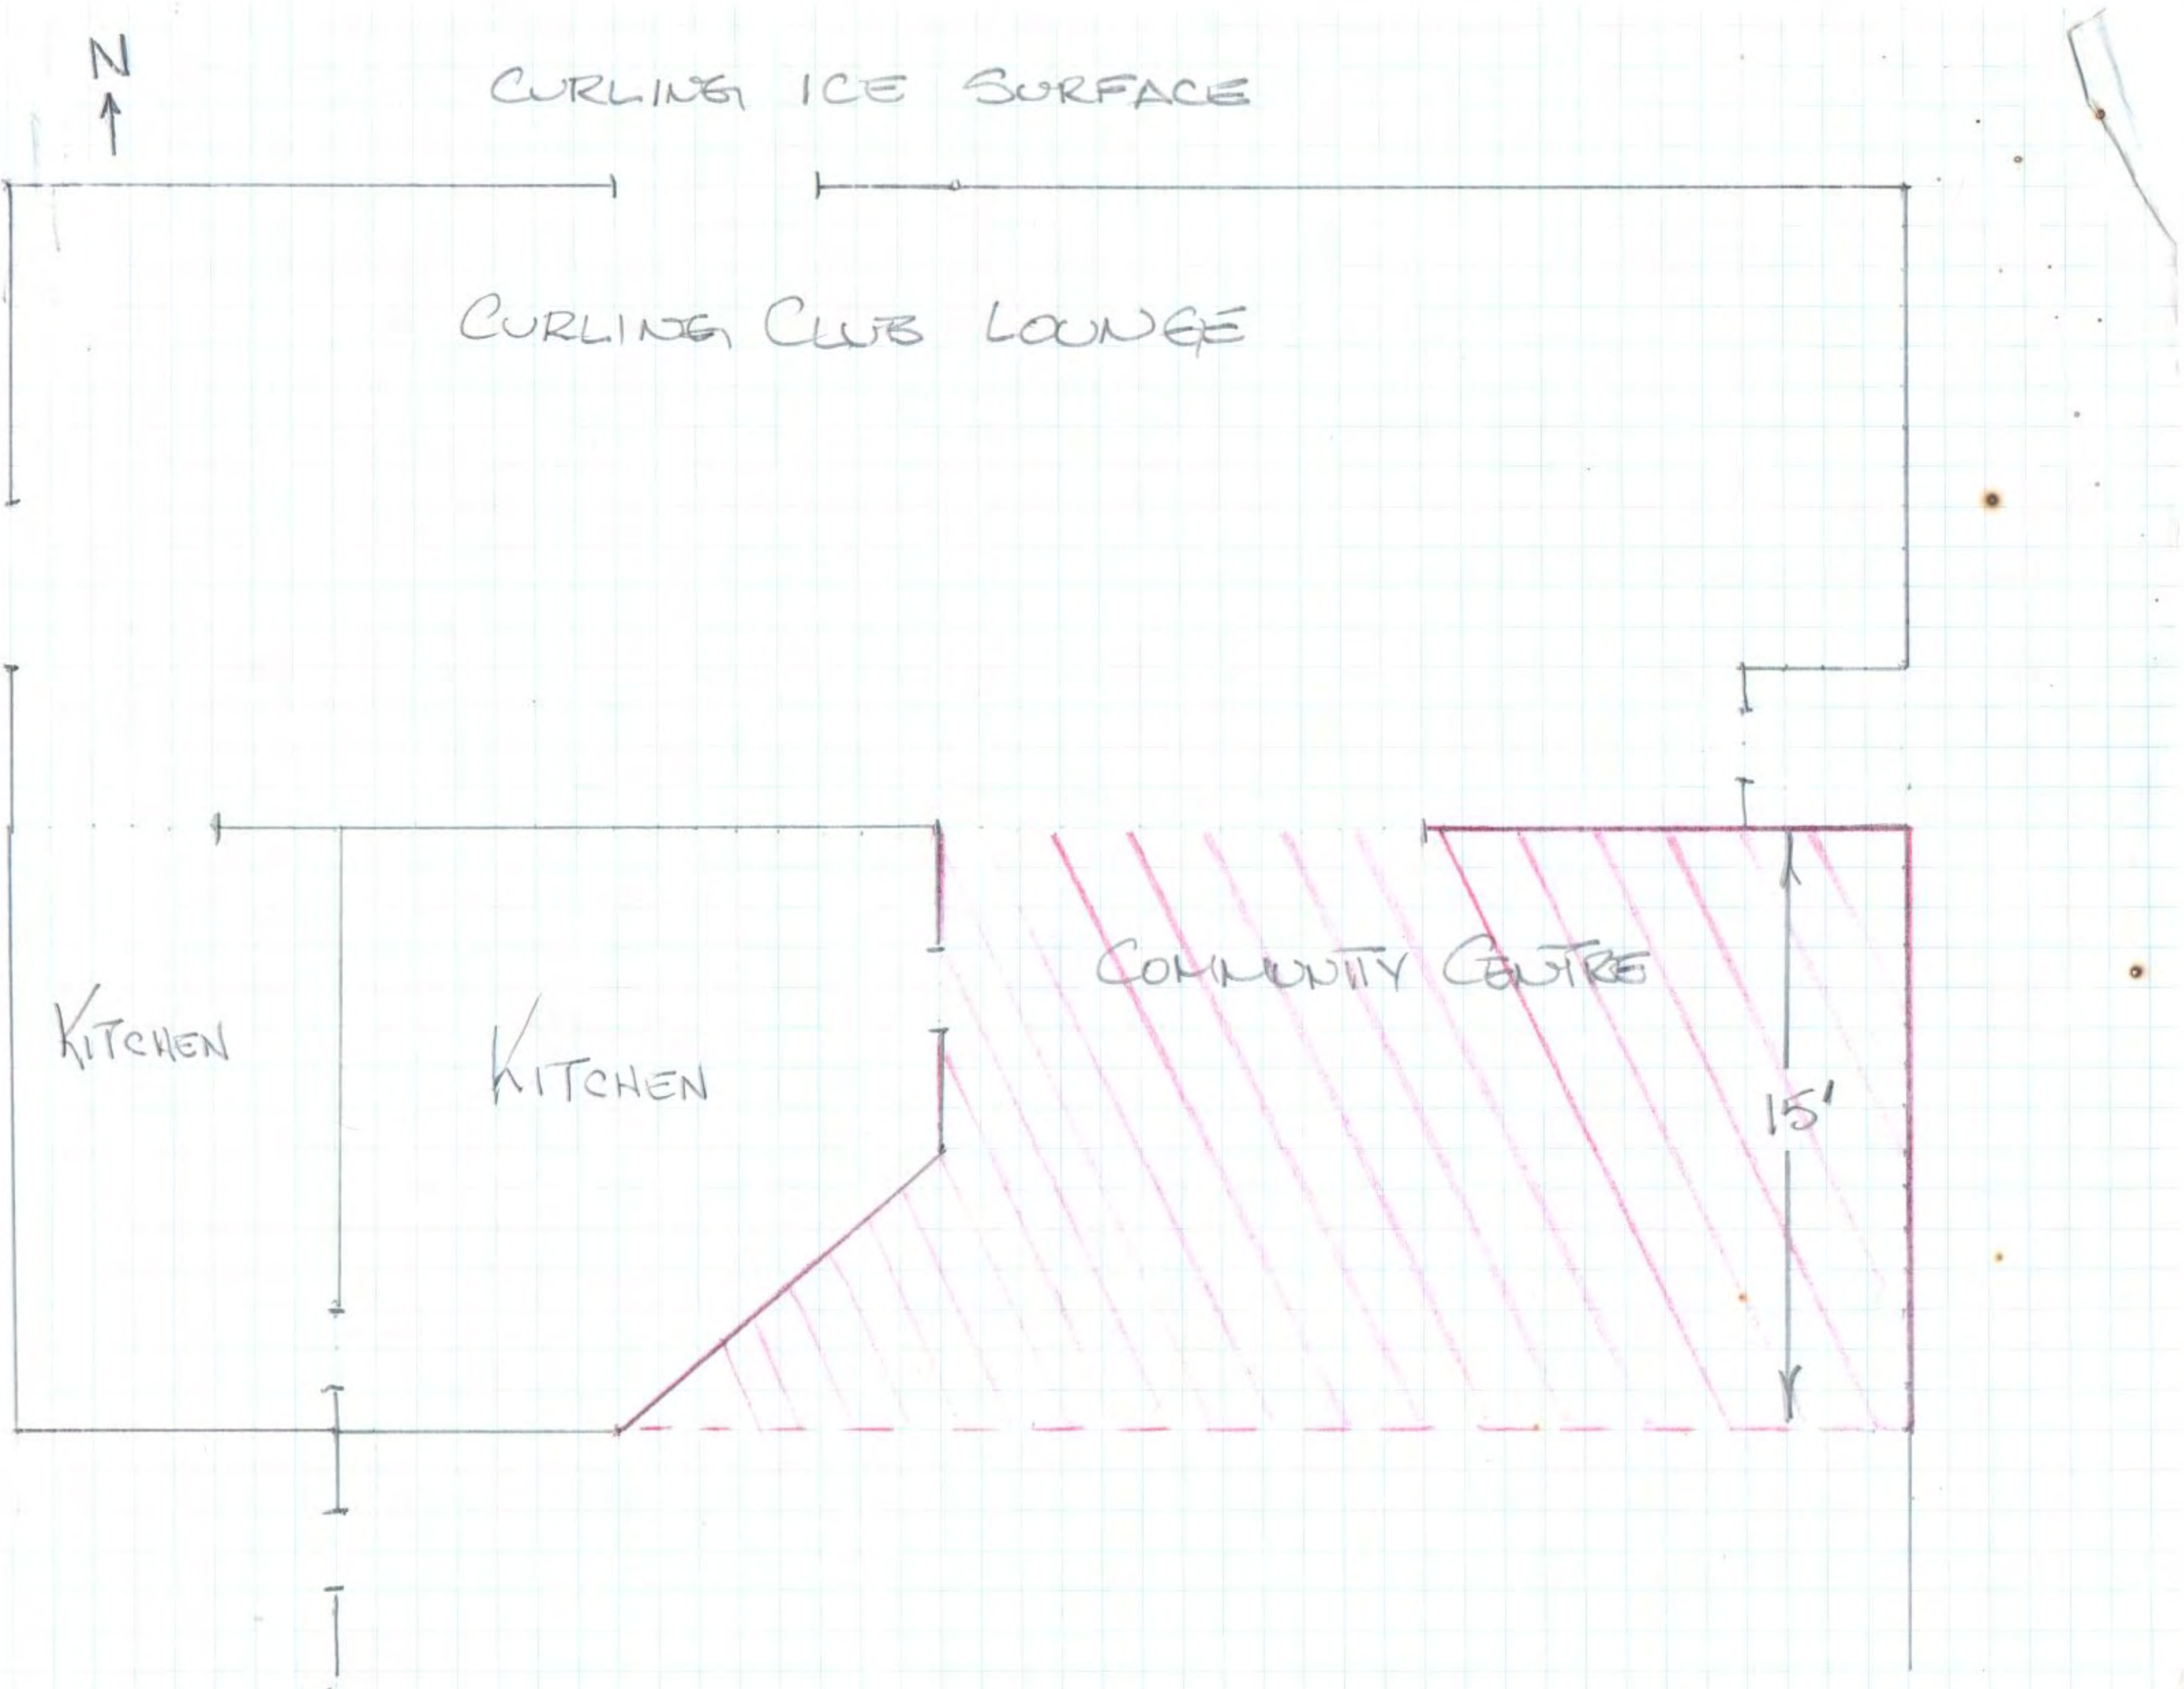 N
CURLING ICE SURFACE
CURLING CLUB LOUNGE
COMMUNITY CENTRE
KITCHEN
KITCHEN
15'